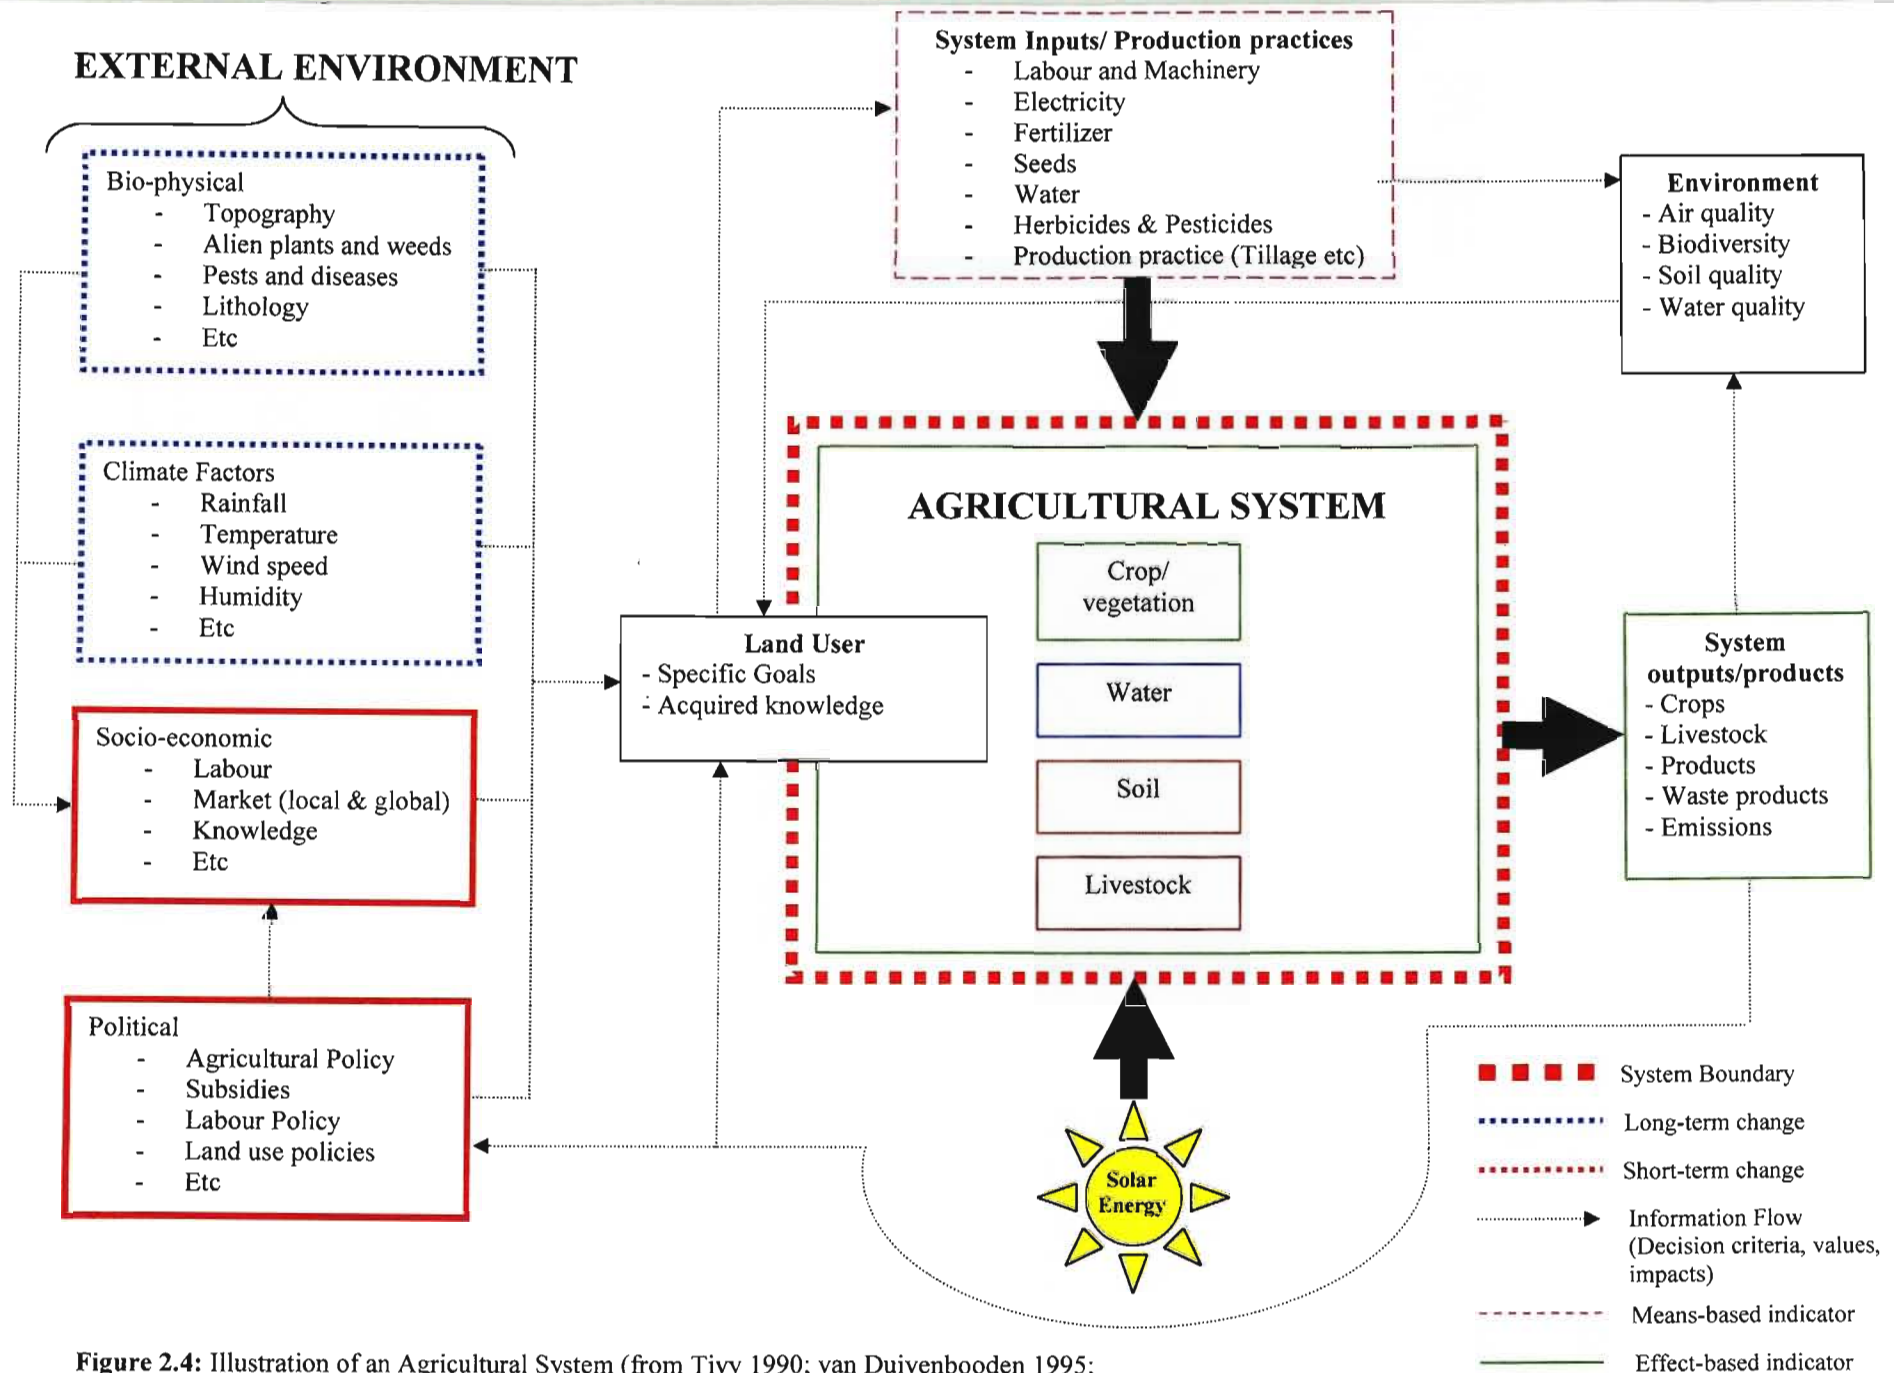 EXTERNAL ENVIRONMENT
Bio-physical
- Topography
- Alien plants and weeds
- Pests and diseases
- Lithology
- Etc
Climate Factors
- Rainfall
- Temperature
- Wind speed
- Humidity
- Etc
Socio-economic
- Labour
- Market (local & global)
- Knowledge
- Etc
Political
- Agricultural Policy
- Subsidies
- Labour Policy
- Land use policies
- Etc
System Inputs/ Production practices
- Labour and Machinery
- Electricity
- Fertilizer
- Seeds
- Water
- Herbicides & Pesticides
- Production practice (Tillage etc)
Environment
- Air quality
- Biodiversity
- Soil quality
- Water quality
AGRICULTURAL SYSTEM
Crop/
vegetation
Water
Soil
Livestock
Land User
- Specific Goals
- Acquired knowledge
System
outputs/products
- Crops
- Livestock
- Products
- Waste products
- Emissions
Solar
Energy
System Boundary
Long-term change
Short-term change
Information Flow
(Decision criteria, values,
impacts)
Means-based indicator
Effect-based indicator
Figure 2.4: Illustration of an Agricultural System (from Tivy 1990; van Duivenbooden 1995;